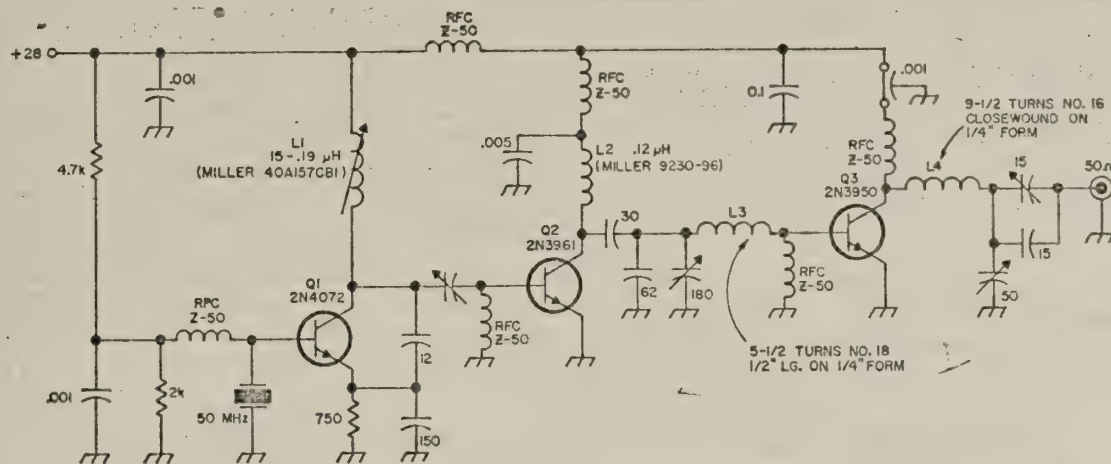 RFC
Z-50
+28
.001
4.7k
L1
15-.19 µH
(MILLER 40A157CB1)
RFC
Z-50
.005
L2 .12 µH
(MILLER 9230-96)
0.1
.001
RFC
Z-50
9-1/2 TURNS NO. 16
CLOSEWOUND ON
1/4" FORM
L4
15
50Ω
Q3
2N3950
Q2
2N3961
30
L3
62
180
RFC
Z-50
15
50
Q1
2N4072
RFC
Z-50
RFC
Z-50
12
.001
2k
50 MHz
750
150
5-1/2 TURNS NO. 18
1/2" LG. ON 1/4" FORM